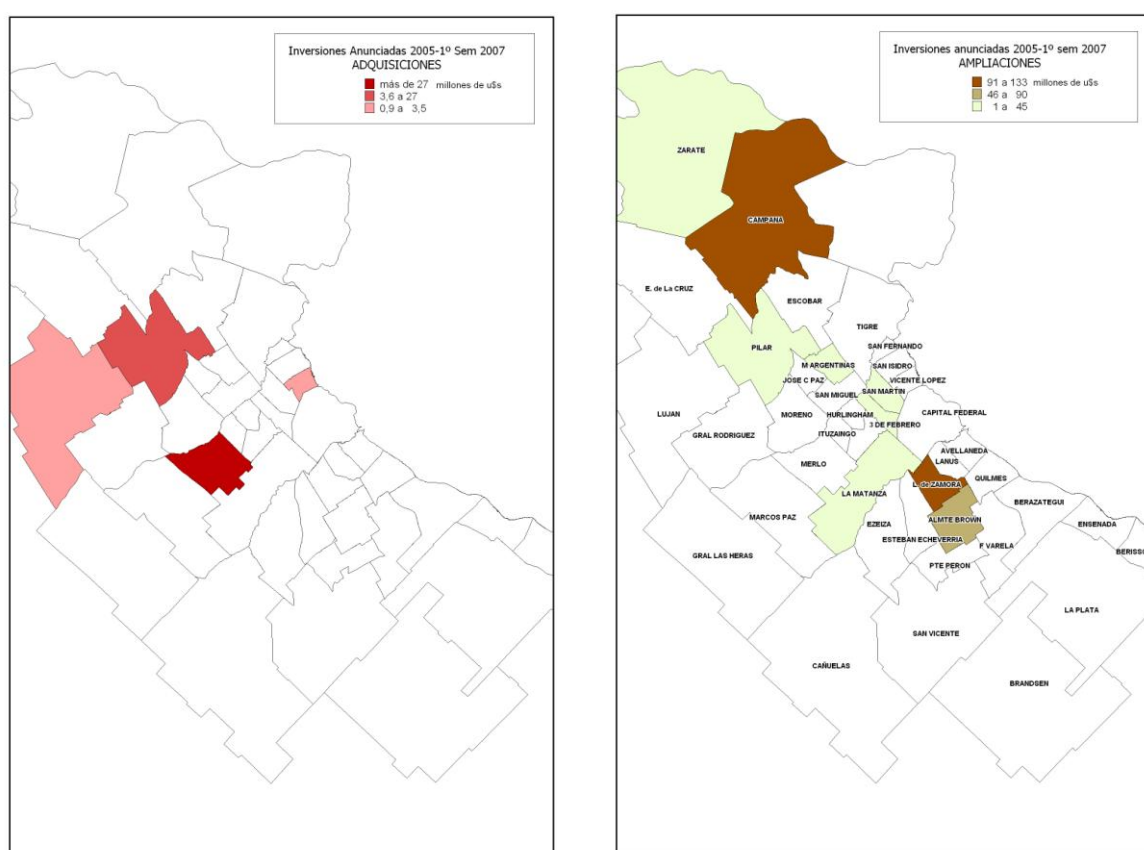 Inversiones Anunciadas 2005-1º Sem 2007
ADQUISICIONES
más de 27 millones de u$s
3,6 a 27
0,9 a 3,5
Inversiones anunciadas 2005-1º sem 2007
AMPLIACIONES
91 a 133 millones de u$s
46 a 90
1 a 45
ZARATE
CAMPANA
E. de La CRUZ
ESCOBAR
TIGRE
PILAR
SAN FERNANDO
M ARGENTINAS
SAN ISIDRO
JOSE C PAZ
VICENTE LOPEZ
SAN MIGUEL
SAN MARTIN
LUJAN
MORENO
HURLINGHAM
CAPITAL FEDERAL
GRAL RODRIGUEZ
ITUZAINGO
3 DE FEBRERO
AVELLANEDA
MERLO
LANUS
L. de ZAMORA
QUILMES
LA MATANZA
BERAZATEGUI
MARCOS PAZ
EZEIZA
ALMTE BROWN
ENSENADA
GRAL LAS HERAS
ESTEBAN ECHEVERRIA
F VARELA
BERISSO
PTE PERON
LA PLATA
SAN VICENTE
CAÑUELAS
BRANDSEN